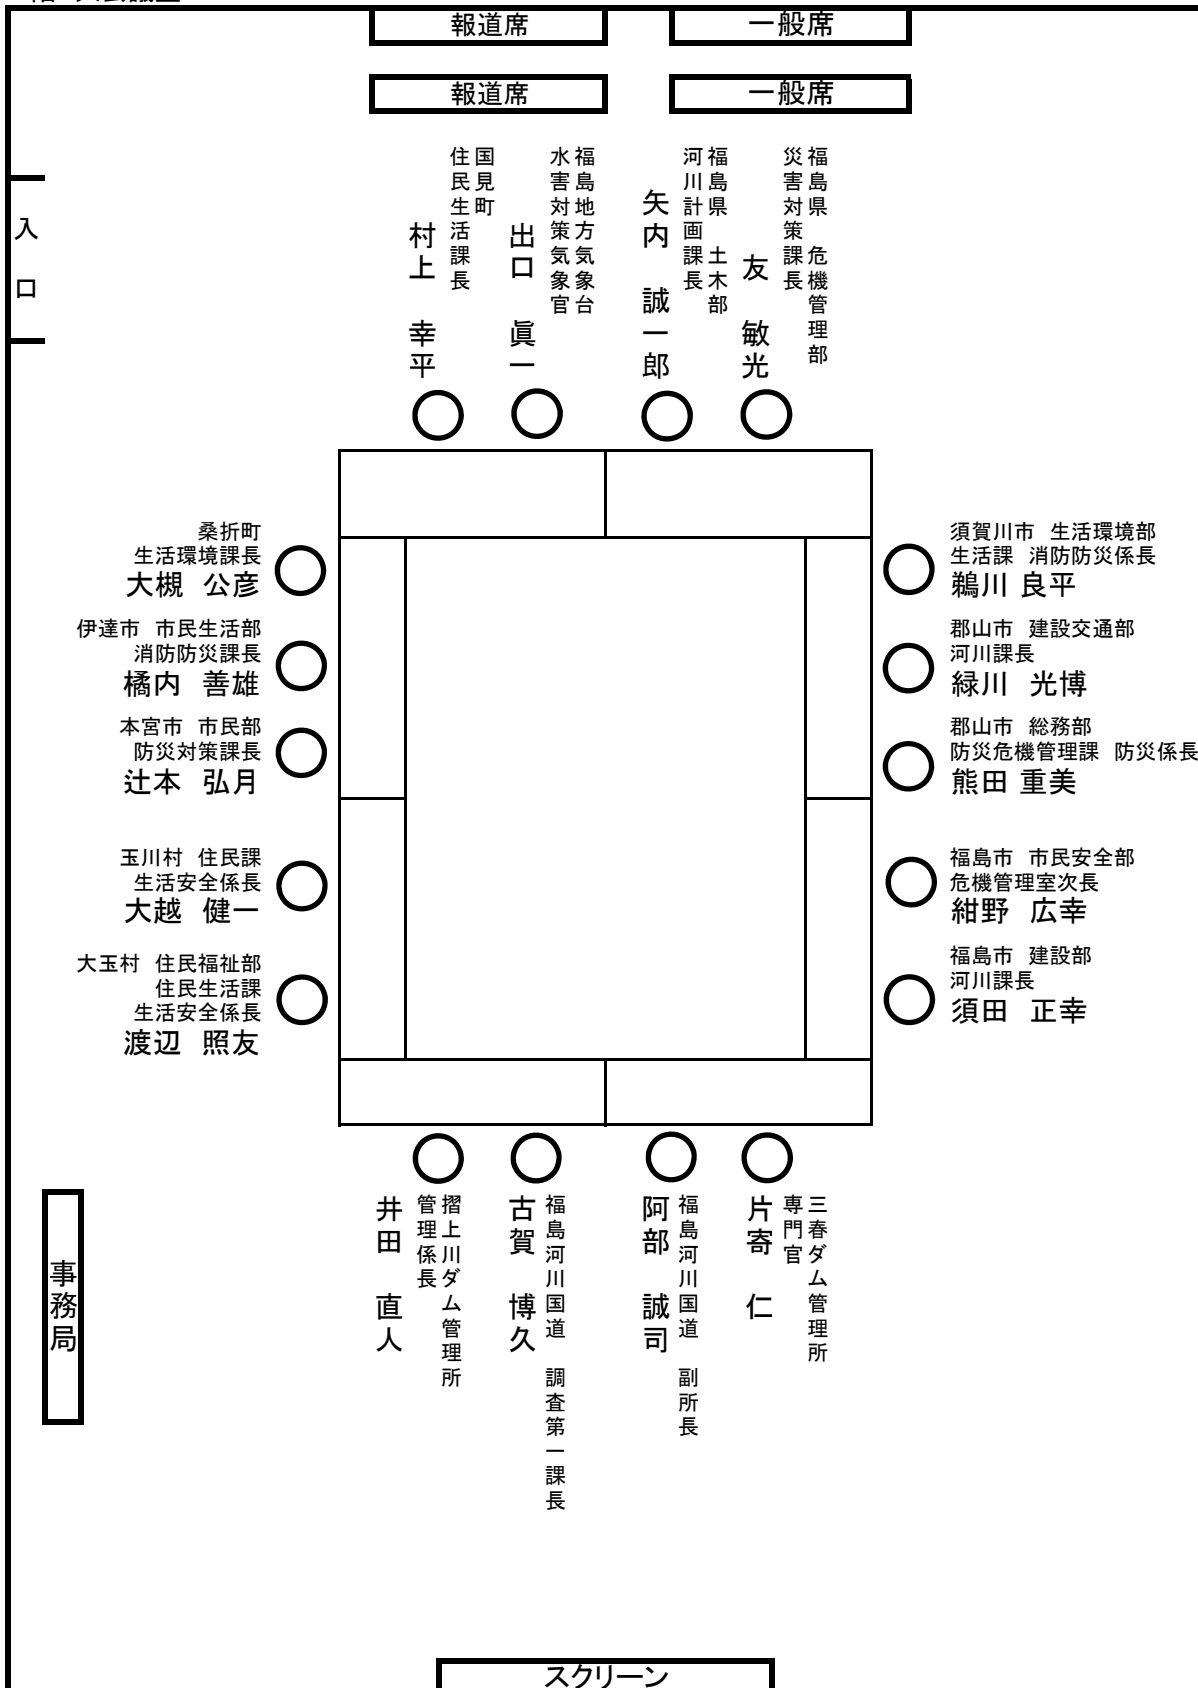 報道席
一般席
報道席
一般席
入口
福島県 危機管理部
災害対策課長
友 敏光
福島県 土木部
河川計画課長
矢内 誠一郎
福島地方気象台
水害対策気象官
出口 眞一
国見町
住民生活課長
村上 幸平
桑折町
生活環境課長
大槻 公彦
伊達市 市民生活部
消防防災課長
橘内 善雄
本宮市 市民部
防災対策課長
辻本 弘月
玉川村 住民課
生活安全係長
大越 健一
大玉村 住民福祉部
住民生活課
生活安全係長
渡辺 照友
須賀川市 生活環境部
生活課 消防防災係長
鵜川 良平
郡山市 建設交通部
河川課長
緑川 光博
郡山市 総務部
防災危機管理課 防災係長
熊田 重美
福島市 市民安全部
危機管理室次長
紺野 広幸
福島市 建設部
河川課長
須田 正幸
三春ダム管理所
専門官
片寄 仁
福島河川国道 副所長
阿部 誠司
福島河川国道 調査第一課長
古賀 博久
摺上川ダム管理所
管理係長
井田 直人
事務局
スクリーン